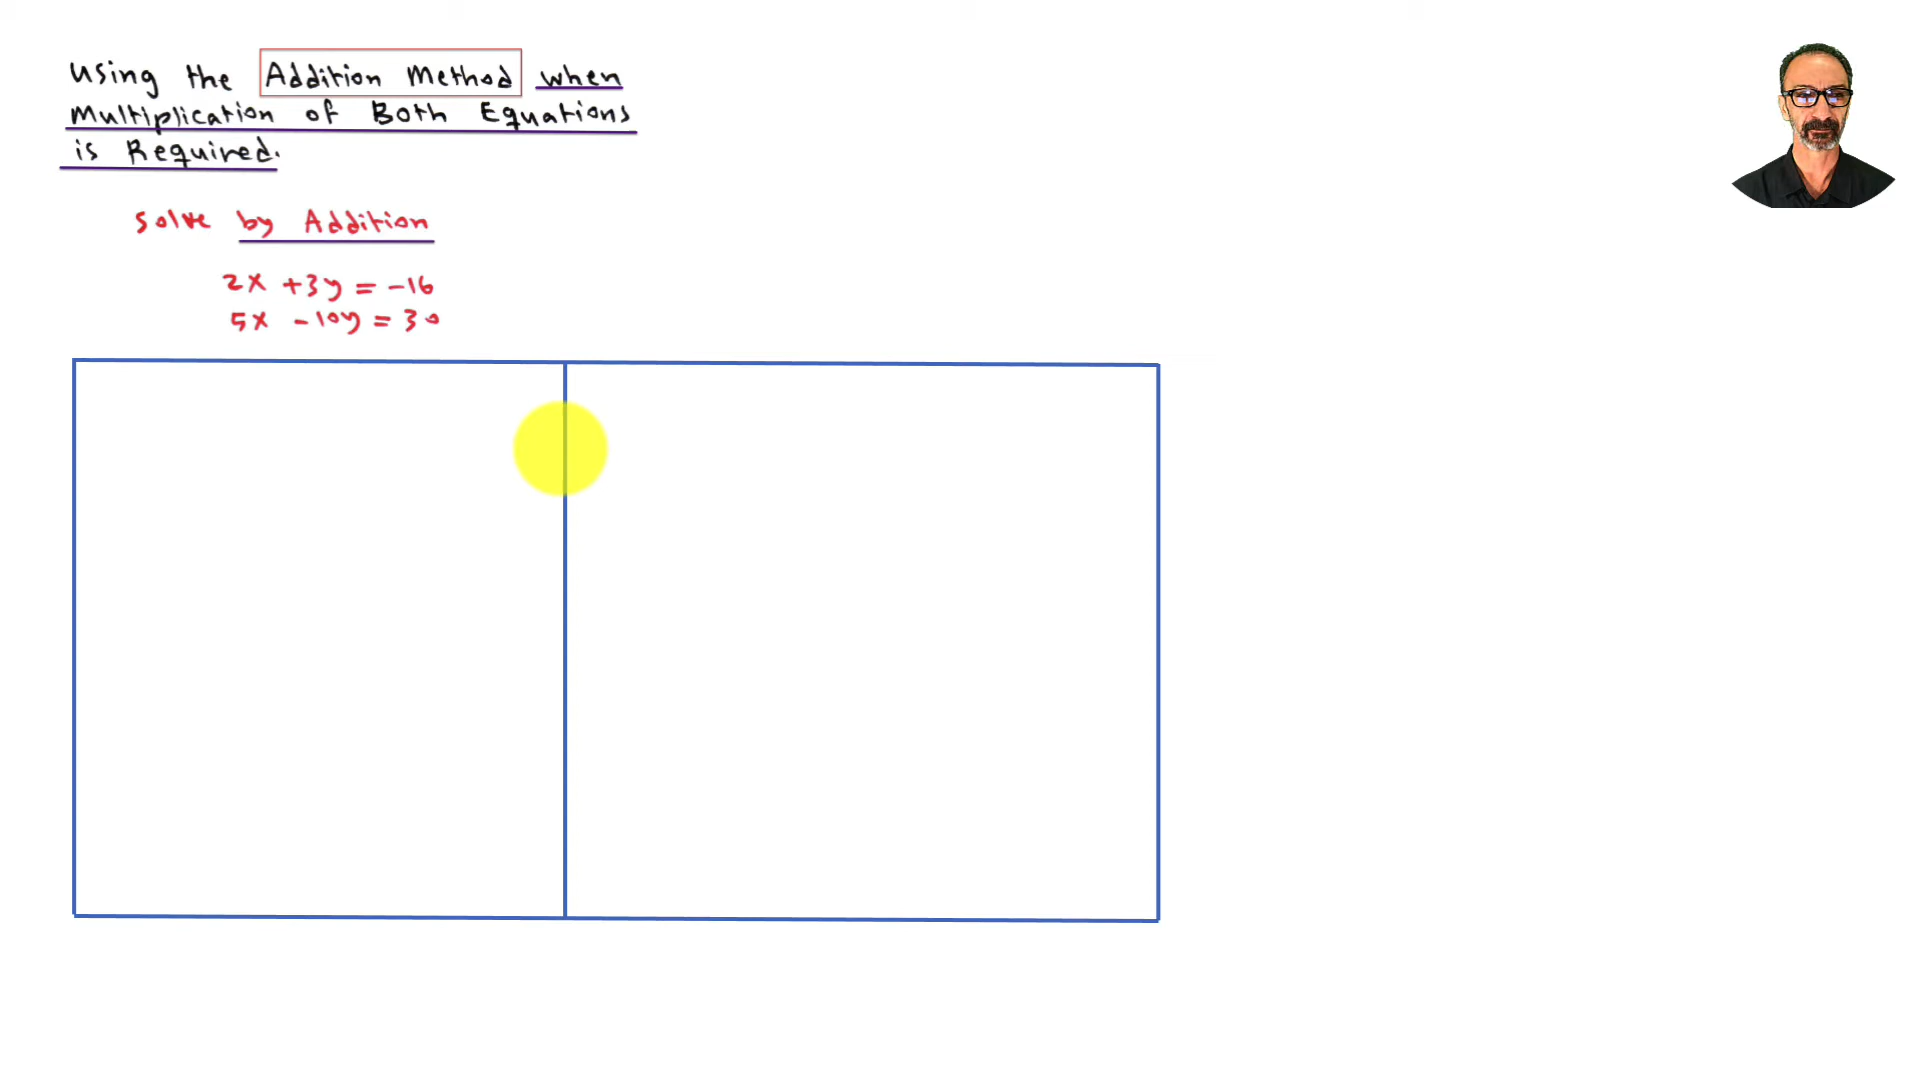 Using the Addition Method when
Multiplication of Both Equations
is Required.
Solve by Addition
2x +3y = -16
5x -10y = 30